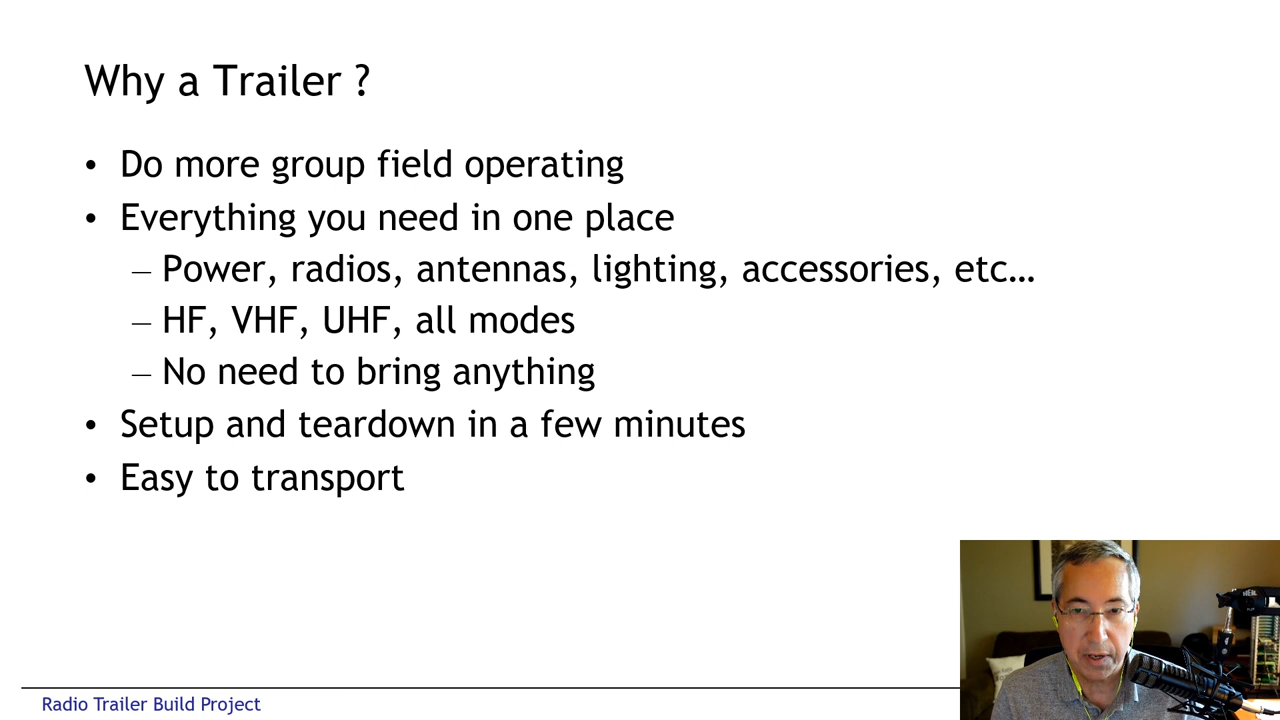 Why a Trailer ?
• Do more group field operating
• Everything you need in one place
– Power, radios, antennas, lighting, accessories, etc…
– HF, VHF, UHF, all modes
– No need to bring anything
• Setup and teardown in a few minutes
• Easy to transport
HEIL
Radio Trailer Build Project